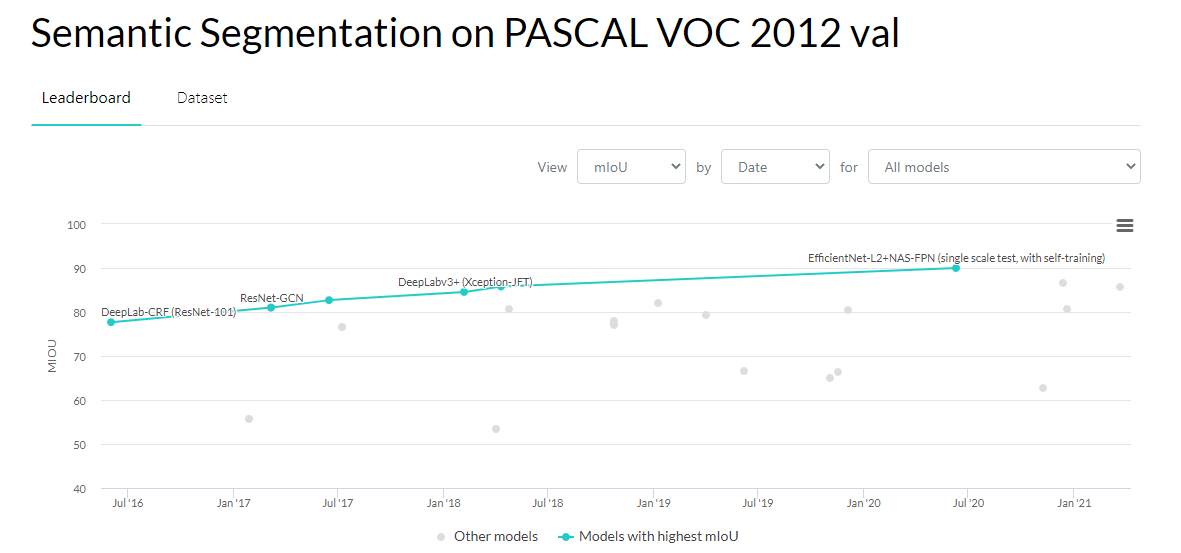 Semantic Segmentation on PASCAL VOC 2012 val
Leaderboard Dataset
View mIoU by Date for All models
100
90
80
70
60
50
40
MIOU
EfficientNet-L2+NAS-FPN (single scale test, with self-training)
DeepLabv3+ (Xception-JFT)
ResNet-GCN
DeepLab-CRF (ResNet-101)
Jul '16 Jan '17 Jul '17 Jan '18 Jul '18 Jan '19 Jul '19 Jan '20 Jul '20 Jan '21
Other models Models with highest mIoU